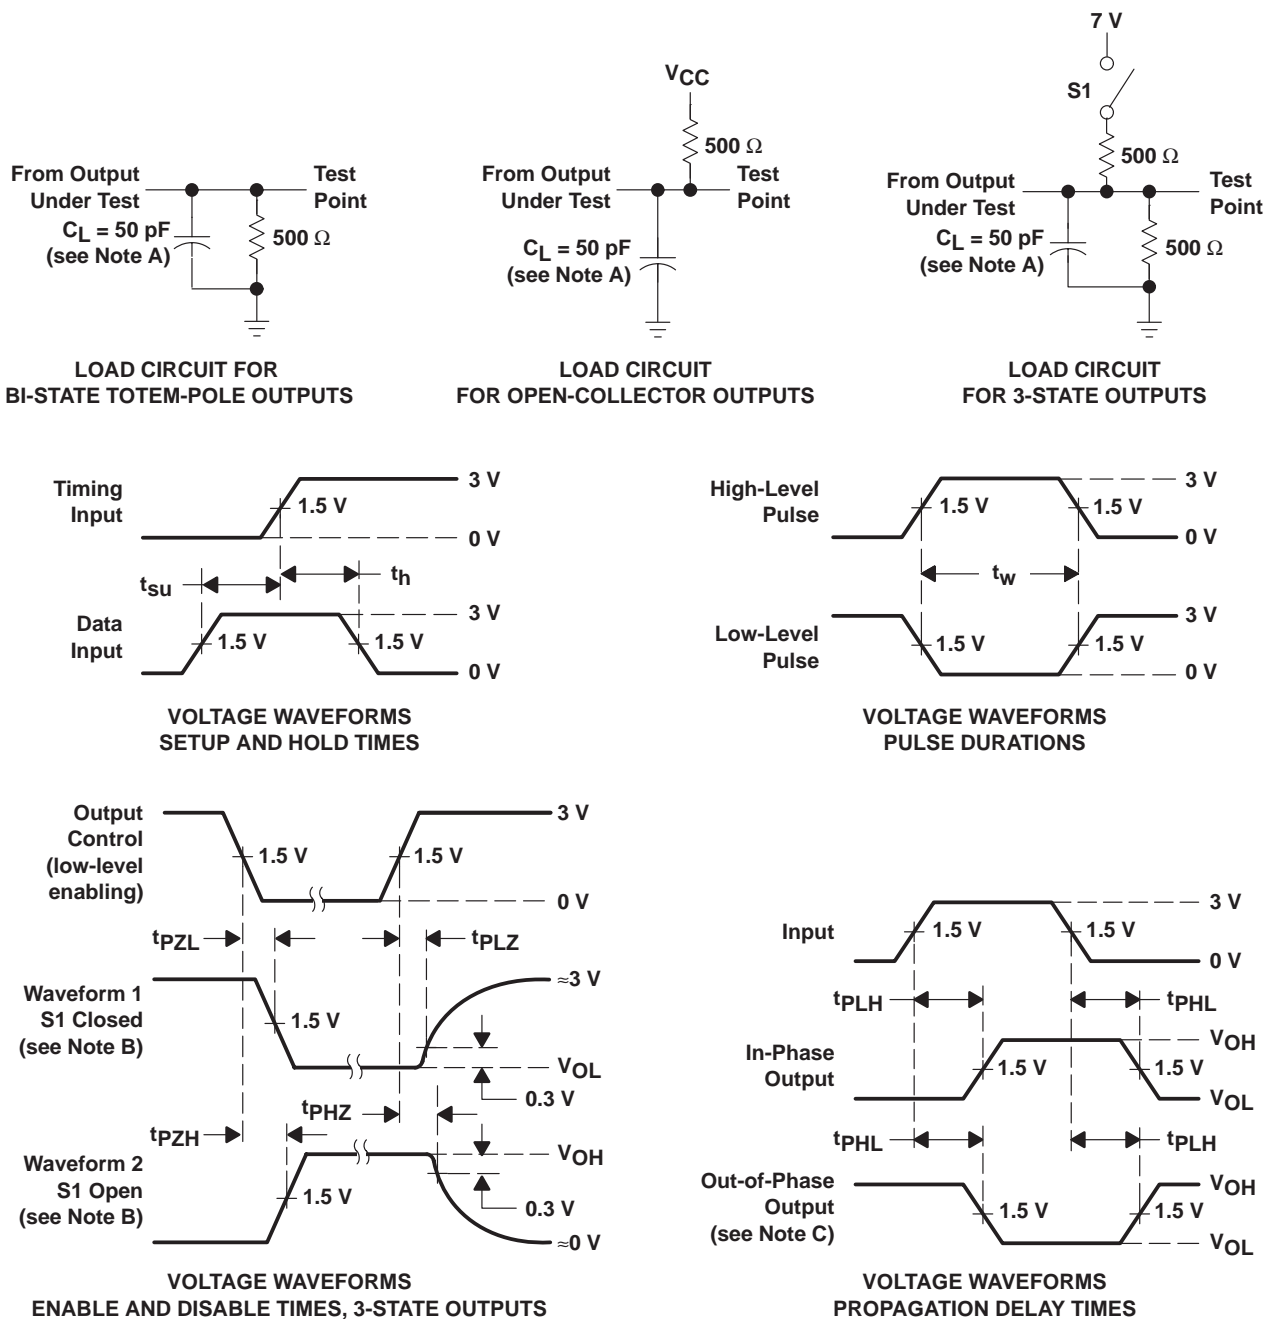 7 V
S1
500 Ω
From Output
Under Test
Test
Point
CL = 50 pF
(see Note A)
500 Ω
LOAD CIRCUIT
FOR 3-STATE OUTPUTS
VCC
500 Ω
From Output
Under Test
Test
Point
CL = 50 pF
(see Note A)
LOAD CIRCUIT
FOR OPEN-COLLECTOR OUTPUTS
From Output
Under Test
Test
Point
CL = 50 pF
(see Note A)
500 Ω
LOAD CIRCUIT FOR
BI-STATE TOTEM-POLE OUTPUTS
Timing
Input
3 V
1.5 V
0 V
tsu
th
Data
Input
3 V
1.5 V
1.5 V
0 V
VOLTAGE WAVEFORMS
SETUP AND HOLD TIMES
High-Level
Pulse
3 V
1.5 V
1.5 V
0 V
tw
Low-Level
Pulse
3 V
1.5 V
1.5 V
0 V
VOLTAGE WAVEFORMS
PULSE DURATIONS
Output
Control
(low-level
enabling)
3 V
1.5 V
1.5 V
0 V
tPZL
tPLZ
Waveform 1
S1 Closed
(see Note B)
≈3 V
1.5 V
VOL
0.3 V
tPHZ
tPZH
Waveform 2
S1 Open
(see Note B)
VOH
1.5 V
0.3 V
≈0 V
VOLTAGE WAVEFORMS
ENABLE AND DISABLE TIMES, 3-STATE OUTPUTS
Input
3 V
1.5 V
1.5 V
0 V
tPLH
tPHL
In-Phase
Output
VOH
1.5 V
1.5 V
VOL
tPHL
tPLH
Out-of-Phase
Output
(see Note C)
VOH
1.5 V
1.5 V
VOL
VOLTAGE WAVEFORMS
PROPAGATION DELAY TIMES